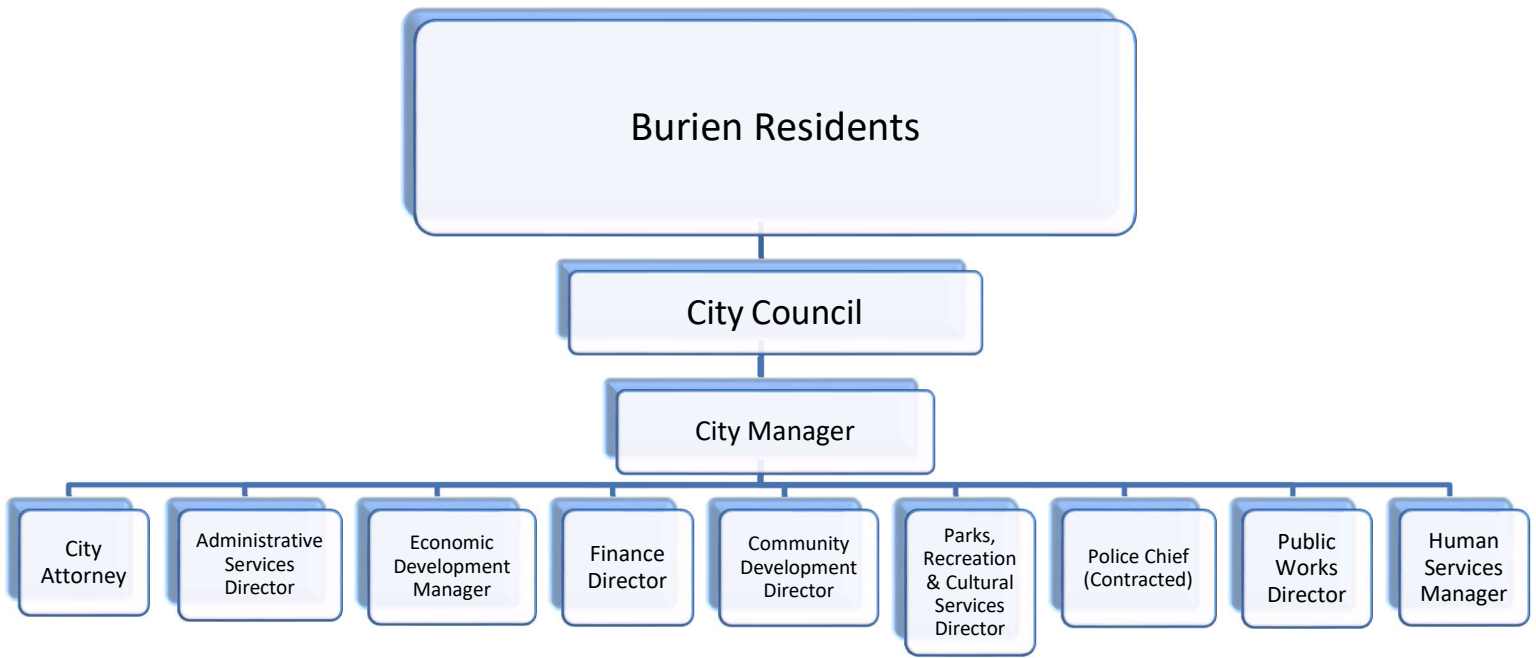 Burien Residents
City Council
City Manager
City
Attorney
Administrative
Services
Director
Economic
Development
Manager
Finance
Director
Community
Development
Director
Parks,
Recreation
& Cultural
Services
Director
Police Chief
(Contracted)
Public
Works
Director
Human
Services
Manager